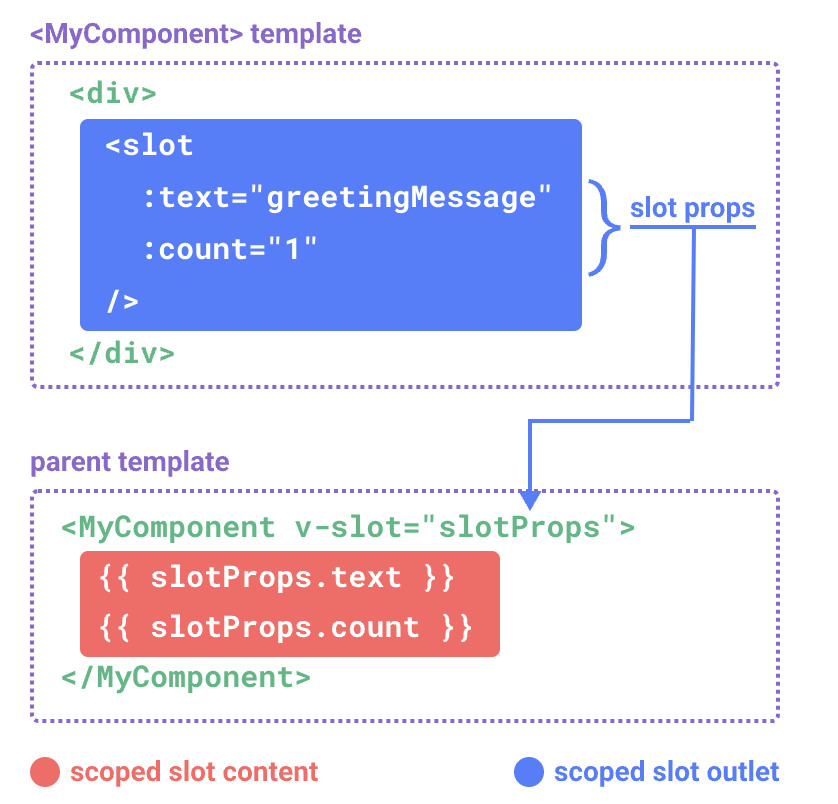 <MyComponent> template
<div>
<slot
:text="greetingMessage"
:count="1"
/>
slot props
</div>
parent template
<MyComponent v-slot="slotProps">
{{ slotProps.text }}
{{ slotProps.count }}
</MyComponent>
scoped slot content
scoped slot outlet